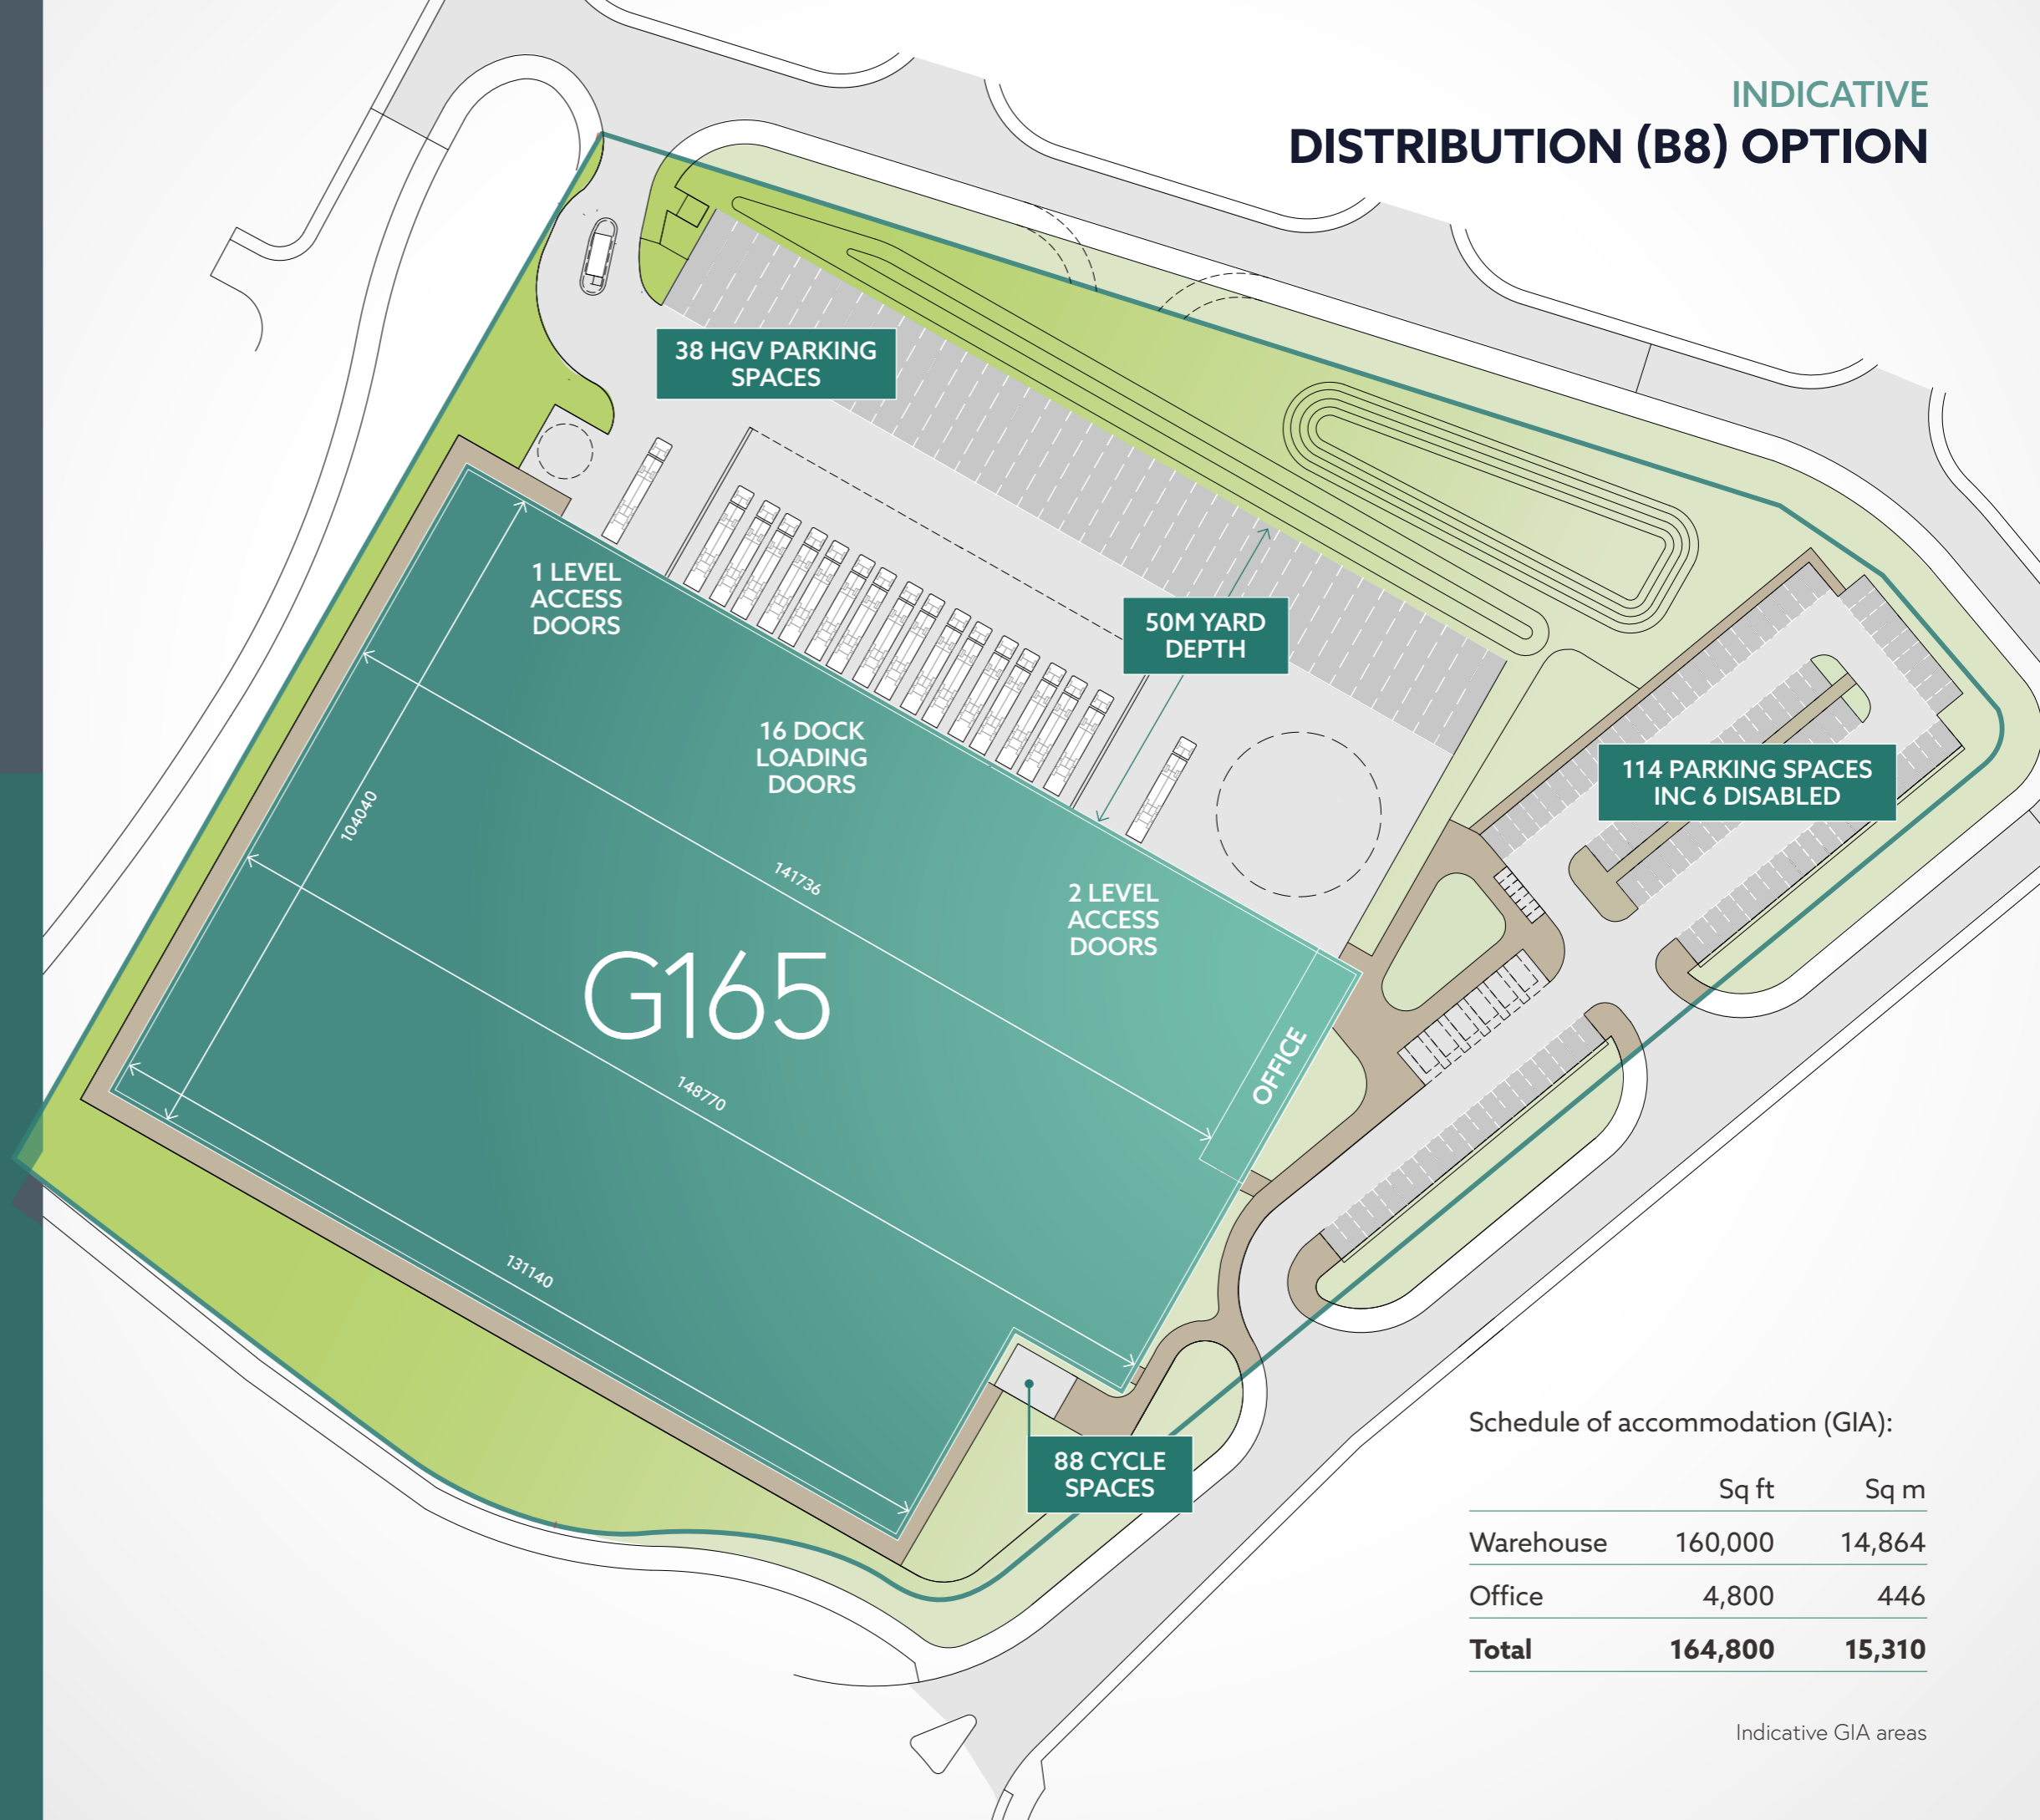 INDICATIVE
DISTRIBUTION (B8) OPTION
38 HGV PARKING
SPACES
1 LEVEL
ACCESS
DOORS
50M YARD
DEPTH
16 DOCK
LOADING
DOORS
114 PARKING SPACES
INC 6 DISABLED
104040
141736
2 LEVEL
ACCESS
DOORS
G165
OFFICE
148770
131140
88 CYCLE
SPACES
Schedule of accommodation (GIA):
Sq ft Sq m
Warehouse 160,000 14,864
Office 4,800 446
Total 164,800 15,310
Indicative GIA areas